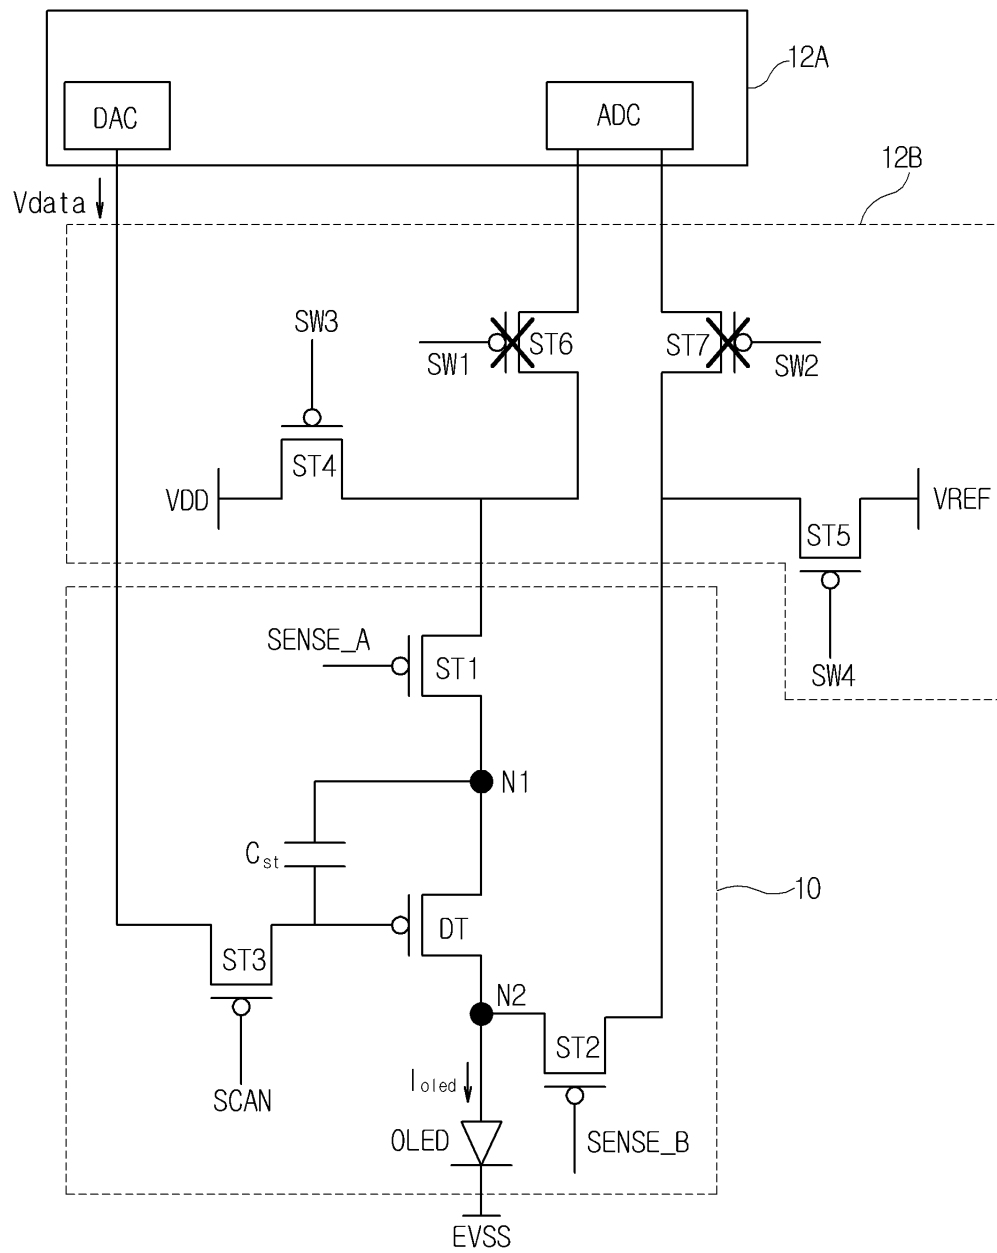 12A
DAC
ADC
12B
Vdata
SW3
ST6
ST7
SW1
SW2
ST4
VDD
VREF
ST5
SENSE_A
ST1
SW4
N1
Cst
10
DT
ST3
N2
ST2
Ioled
SCAN
OLED
SENSE_B
EVSS